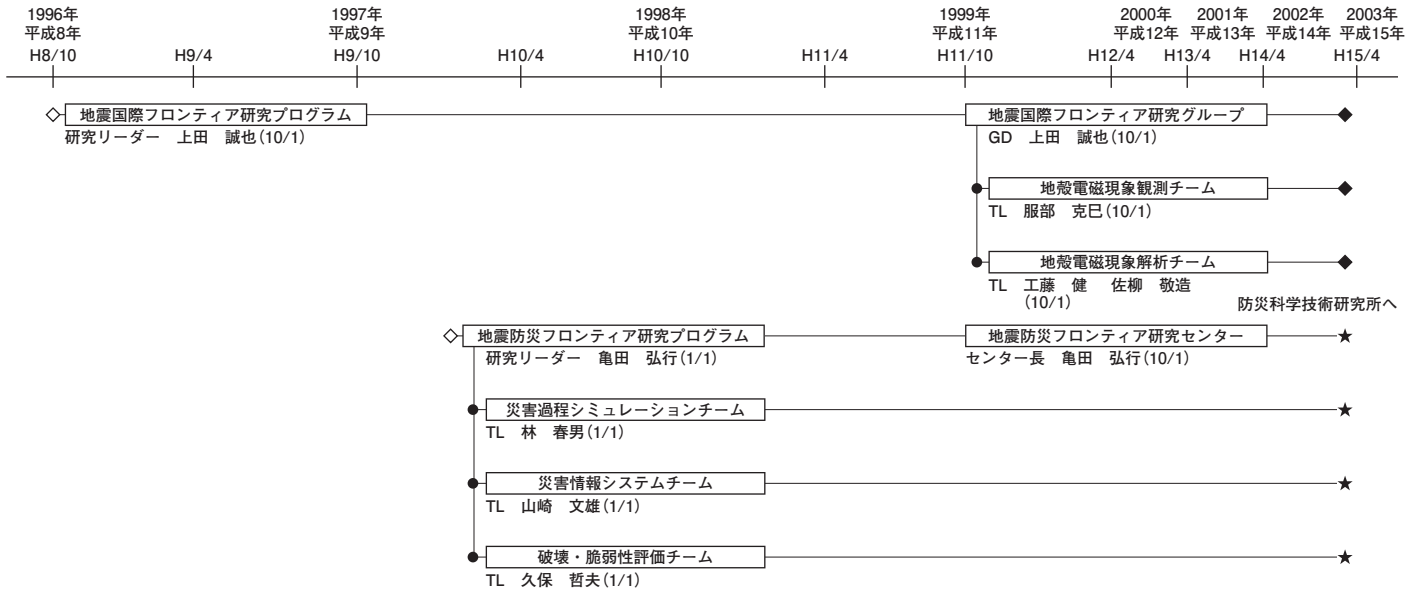 1996年
平成8年
H8/10
H9/4
1997年
平成9年
H9/10
H10/4
1998年
平成10年
H10/10
H11/4
1999年
平成11年
H11/10
2000年
平成12年
H12/4
2001年
平成13年
H13/4
2002年
平成14年
H14/4
2003年
平成15年
H15/4
地震国際フロンティア研究プログラム
研究リーダー 上田 誠也(10/1)
地震国際フロンティア研究グループ
GD 上田 誠也(10/1)
地殻電磁現象観測チーム
TL 服部 克巳(10/1)
地殻電磁現象解析チーム
TL 工藤 健 佐柳 敬造
(10/1)
防災科学技術研究所へ
地震防災フロンティア研究プログラム
研究リーダー 亀田 弘行(1/1)
地震防災フロンティア研究センター
センター長 亀田 弘行(10/1)
災害過程シミュレーションチーム
TL 林 春男(1/1)
災害情報システムチーム
TL 山崎 文雄(1/1)
破壊・脆弱性評価チーム
TL 久保 哲夫(1/1)